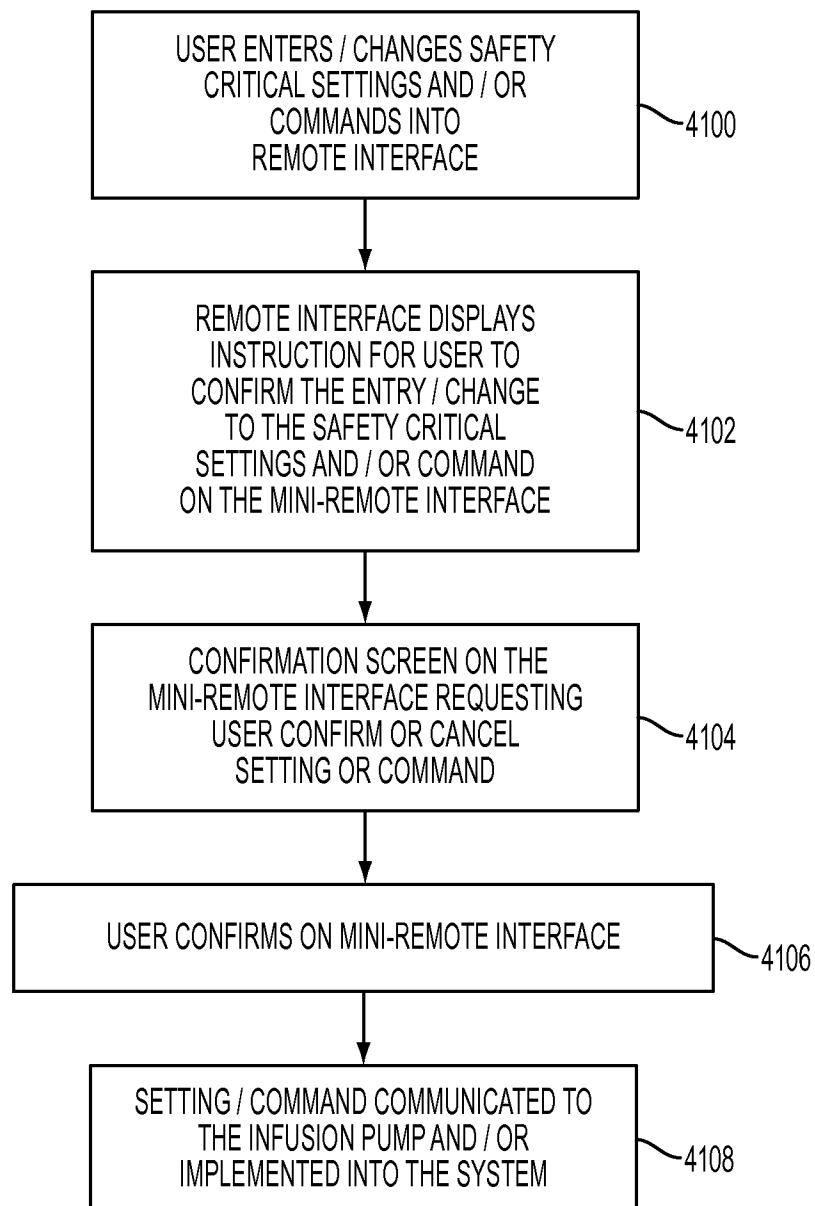 USER ENTERS / CHANGES SAFETY
CRITICAL SETTINGS AND / OR
COMMANDS INTO
REMOTE INTERFACE
4100
REMOTE INTERFACE DISPLAYS
INSTRUCTION FOR USER TO
CONFIRM THE ENTRY / CHANGE
TO THE SAFETY CRITICAL
SETTINGS AND / OR COMMAND
ON THE MINI-REMOTE INTERFACE
4102
CONFIRMATION SCREEN ON THE
MINI-REMOTE INTERFACE REQUESTING
USER CONFIRM OR CANCEL
SETTING OR COMMAND
4104
USER CONFIRMS ON MINI-REMOTE INTERFACE
4106
SETTING / COMMAND COMMUNICATED TO
THE INFUSION PUMP AND / OR
IMPLEMENTED INTO THE SYSTEM
4108